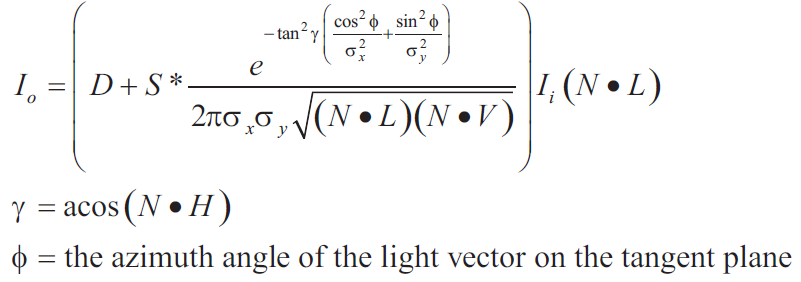 I_o = ( D + S * e^{-tan²γ ( cos²ϕ / σ_x² + sin²ϕ / σ_y² )} / ( 2πσ_xσ_y √((N • L)(N • V)) ) ) I_i (N • L)
γ = acos(N • H)
ϕ = the azimuth angle of the light vector on the tangent plane